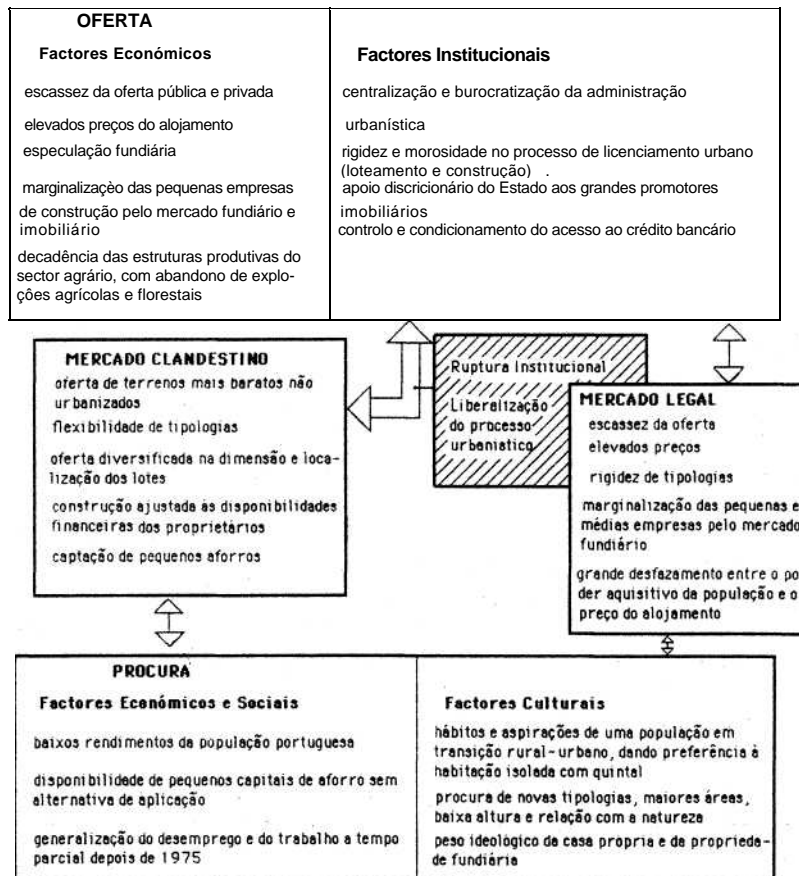 OFERTA
Factores Económicos
escassez da oferta pública e privada
elevados preços do alojamento
especulação fundiária
marginalizaçèo das pequenas empresas
de construção pelo mercado fundiário e
imobiliário
decadência das estruturas produtivas do
sector agrário, com abandono de explo-
çôes agrícolas e florestais
Factores Institucionais
centralização e burocratização da administração
urbanística
rigidez e morosidade no processo de licenciamento urbano
(loteamento e construção) .
apoio discricionário do Estado aos grandes promotores
imobiliários
controlo e condicionamento do acesso ao crédito bancário
MERCADO CLANDESTINO
oferta de terrenos mais baratos não
urbanizados
flexibilidade de tipologias
oferta diversificada na dimensão e loca-
lização dos lotes
construção ajustada às disponibilidades
financeiras dos proprietários
captação de pequenos aforros
Ruptura Institucional
Liberalização
do processo
urbanistico
MERCADO LEGAL
escassez da oferta
elevados preços
rigidez de tipologias
marginalização das pequenas e
médias empresas pelo mercado
fundiário
grande desfazamento entre o po
der aquisitivo da população e o
preço do alojamento
PROCURA
Factores Económicos e Sociais
baixos rendimentos da população portuguesa
disponibilidade de pequenos capitais de aforro sem
alternativa de aplicação
generalização do desemprego e do trabalho a tempo
parcial depois de 1975
Factores Culturais
hábitos e aspirações de uma população em
transição rural-urbano, dando preferência à
habitação isolada com quintal
procura de novas tipologias, maiores áreas,
baixa altura e relação com a natureza
peso ideológico da casa propria e da proprieda-
de fundiária